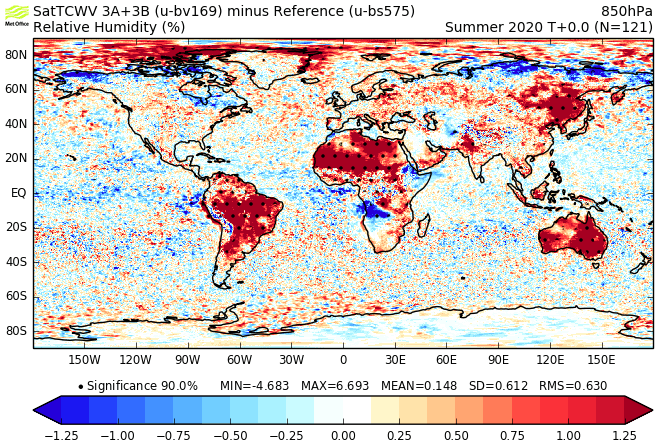 SatTCWV 3A+3B (u-bv169) minus Reference (u-bs575) 850hPa
Met Office
Relative Humidity (%) Summer 2020 T+0.0 (N=121)
80N
60N
40N
20N
EQ
20S
40S
60S
80S
150W 120W 90W 60W 30W 0 30E 60E 90E 120E 150E
• Significance 90.0% MIN=-4.683 MAX=6.693 MEAN=0.148 SD=0.612 RMS=0.630
−1.25 −1.00 −0.75 −0.50 −0.25 0.00 0.25 0.50 0.75 1.00 1.25